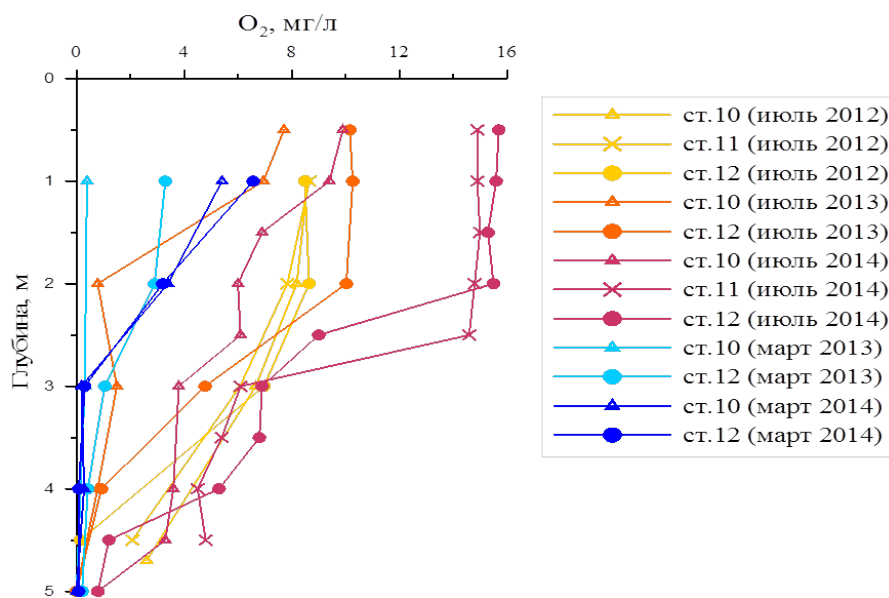 O₂, мг/л
0 4 8 12 16
0
1
2
3
4
5
Глубина, м
ст.10 (июль 2012)
ст.11 (июль 2012)
ст.12 (июль 2012)
ст.10 (июль 2013)
ст.12 (июль 2013)
ст.10 (июль 2014)
ст.11 (июль 2014)
ст.12 (июль 2014)
ст.10 (март 2013)
ст.12 (март 2013)
ст.10 (март 2014)
ст.12 (март 2014)